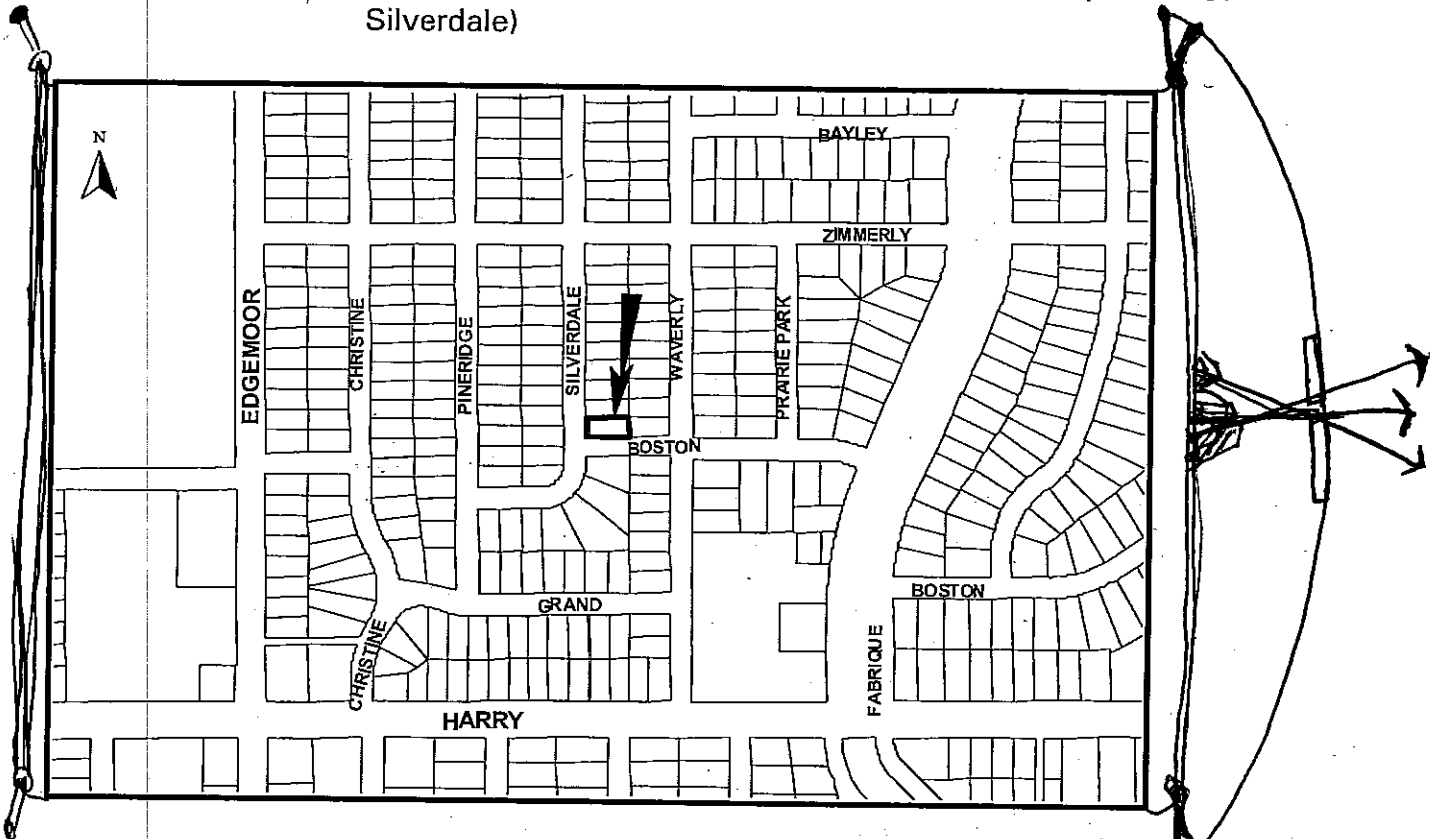 Silverdale)
N
BAYLEY
ZIMMERLY
EDGEMOOR
CHRISTINE
PINERIDGE
SILVERDALE
WAVERLY
PRAIRIE PARK
BOSTON
BOSTON
GRAND
CHRISTINE
FABRIQUE
HARRY